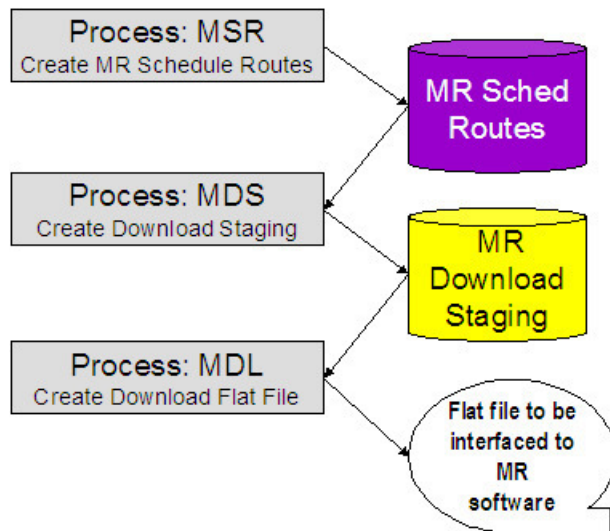 Process: MSR
Create MR Schedule Routes
MR Sched
Routes
Process: MDS
Create Download Staging
MR
Download
Staging
Process: MDL
Create Download Flat File
Flat file to be
interfaced to
MR
software